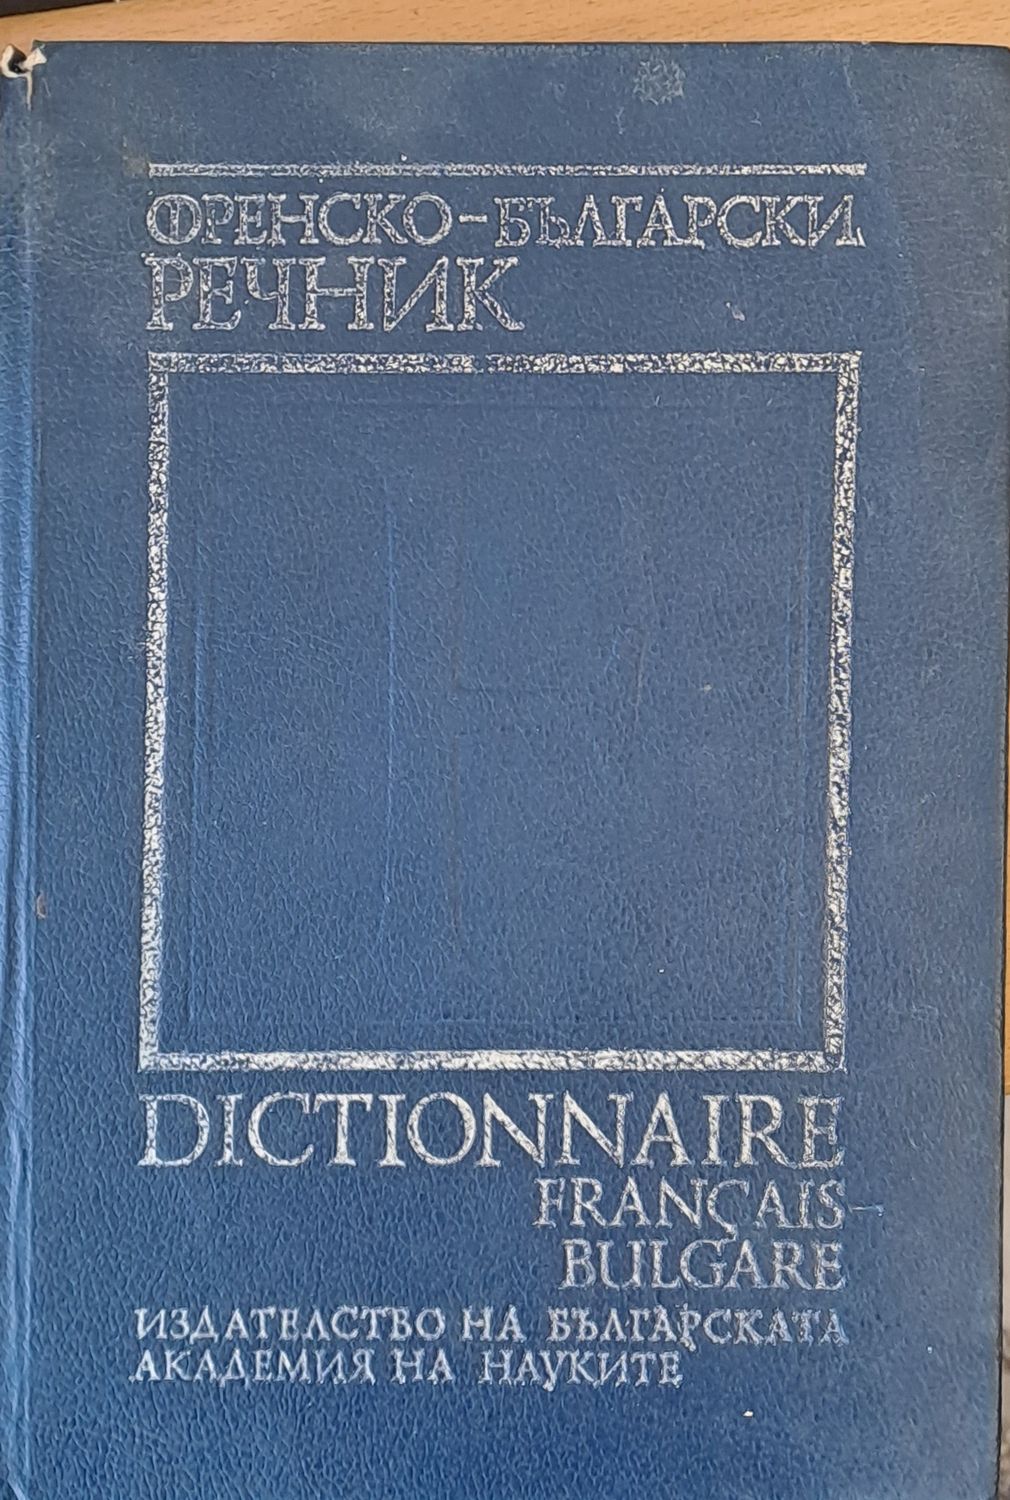 ФРЕНСКО-БЪЛГАРСКИ
РЕЧНИК
DICTIONNAIRE
FRANÇAIS-
BULGARE
ИЗДАТЕЛСТВО НА БЪЛГАРСКАТА
АКАДЕМИЯ НА НАУКИТЕ